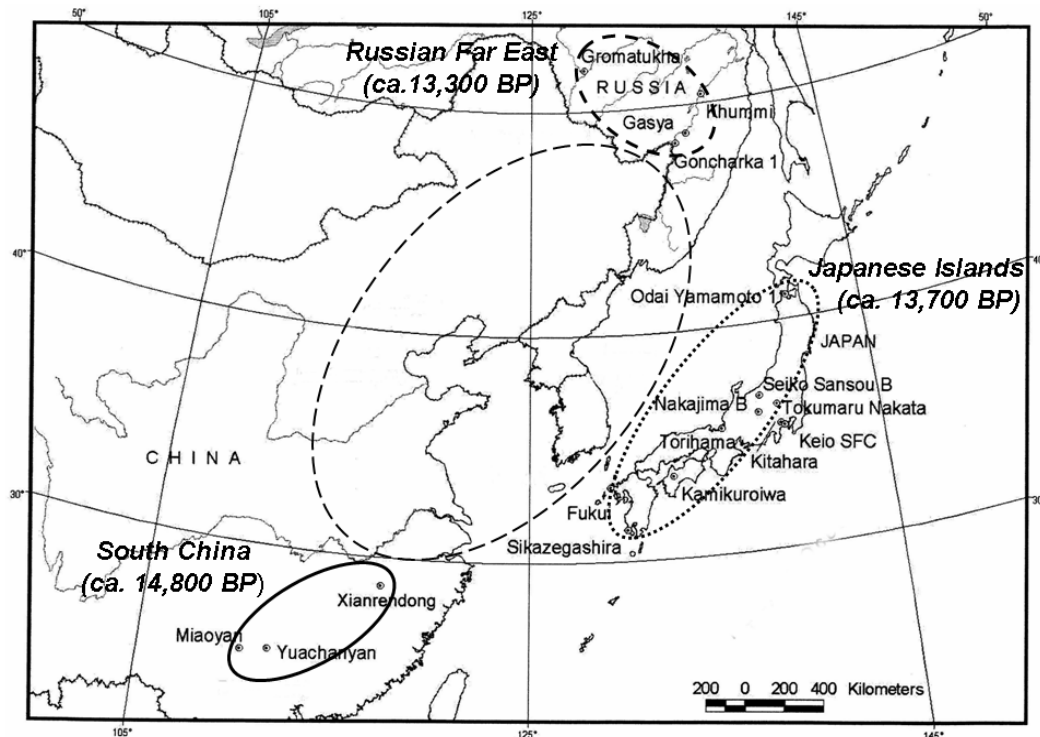 105°
125°
145°
50°
50°
Russian Far East
(ca.13,300 BP)
Gromatukha
RUSSIA
Khummi
Gasya
Goncharka 1
40°
40
Japanese Islands
(ca. 13,700 BP)
Odai Yamamoto 1
JAPAN
Seiko Sansou B
Nakajima B
Tokumaru Nakata
Torihama
Keio SFC
Kitahara
CHINA
Kamikuroiwa
30°
30
Fukui
Sikazegashira
South China
(ca. 14,800 BP)
Xianrendong
Miaoyan
Yuachanyan
200 0 200 400 Kilometers
105°
125°
145°